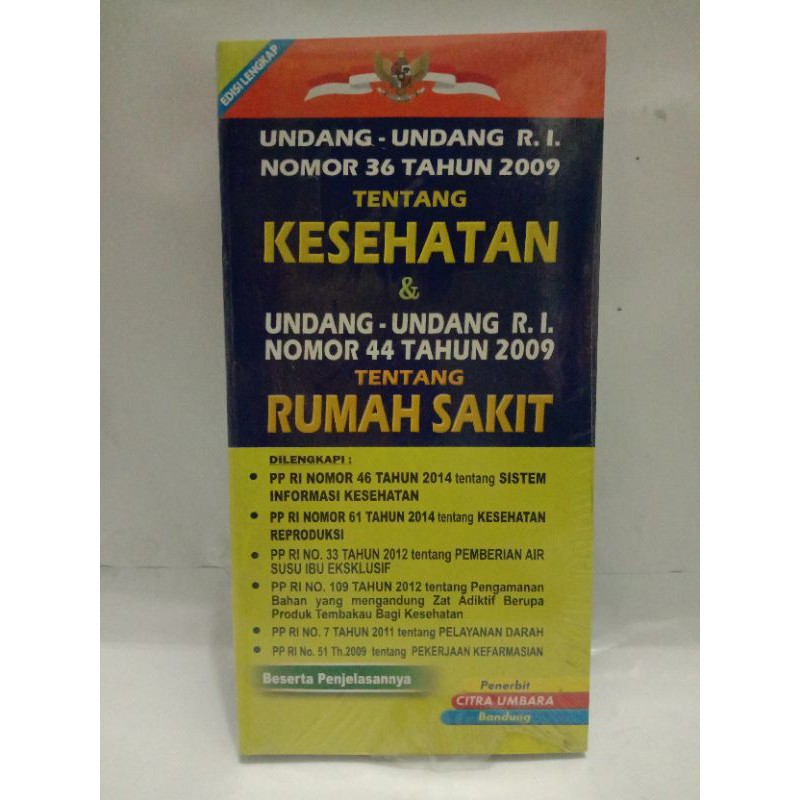 EDISI LENGKAP
UNDANG - UNDANG R. I.
NOMOR 36 TAHUN 2009
TENTANG
KESEHATAN
&
UNDANG - UNDANG R. I.
NOMOR 44 TAHUN 2009
TENTANG
RUMAH SAKIT
DILENGKAPI :
• PP RI NOMOR 46 TAHUN 2014 tentang SISTEM
INFORMASI KESEHATAN
• PP RI NOMOR 61 TAHUN 2014 tentang KESEHATAN
REPRODUKSI
• PP RI NO. 33 TAHUN 2012 tentang PEMBERIAN AIR
SUSU IBU EKSKLUSIF
• PP RI NO. 109 TAHUN 2012 tentang Pengamanan
Bahan yang mengandung Zat Adiktif Berupa
Produk Tembakau Bagi Kesehatan
• PP RI NO. 7 TAHUN 2011 tentang PELAYANAN DARAH
• PP RI No. 51 Th.2009 tentang PEKERJAAN KEFARMASIAN
Beserta Penjelasannya
Penerbit
CITRA UMBARA
Bandung